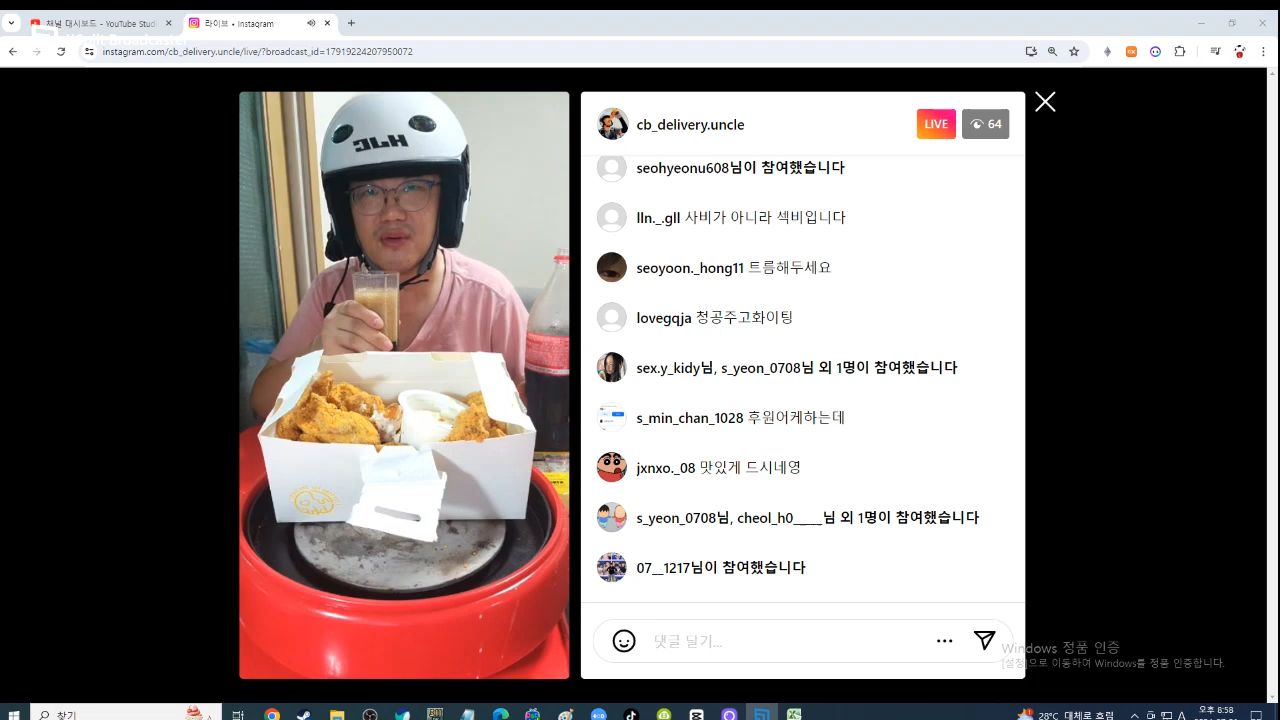 채널 대시보드 - YouTube Studi
라이브 • Instagram
instagram.com/cb_delivery.uncle/live/?broadcast_id=17919224207950072
HJC
cb_delivery.uncle
LIVE
64
seohyeonu608님이 참여했습니다
lln._.gll 사비가 아니라 섹비입니다
seoyoon._hong11 트름해두세요
lovegqja 청공주고화이팅
sex.y_kidy님, s_yeon_0708님 외 1명이 참여했습니다
s_min_chan_1028 후원어케하는데
jxnxo._08 맛있게 드시네영
s_yeon_0708님, cheol_h0____님 외 1명이 참여했습니다
07__1217님이 참여했습니다
댓글 달기...
Windows 정품 인증
[설정]으로 이동하여 Windows를 정품 인증합니다.
찾기
28°C 대체로 흐림
오후 8:58